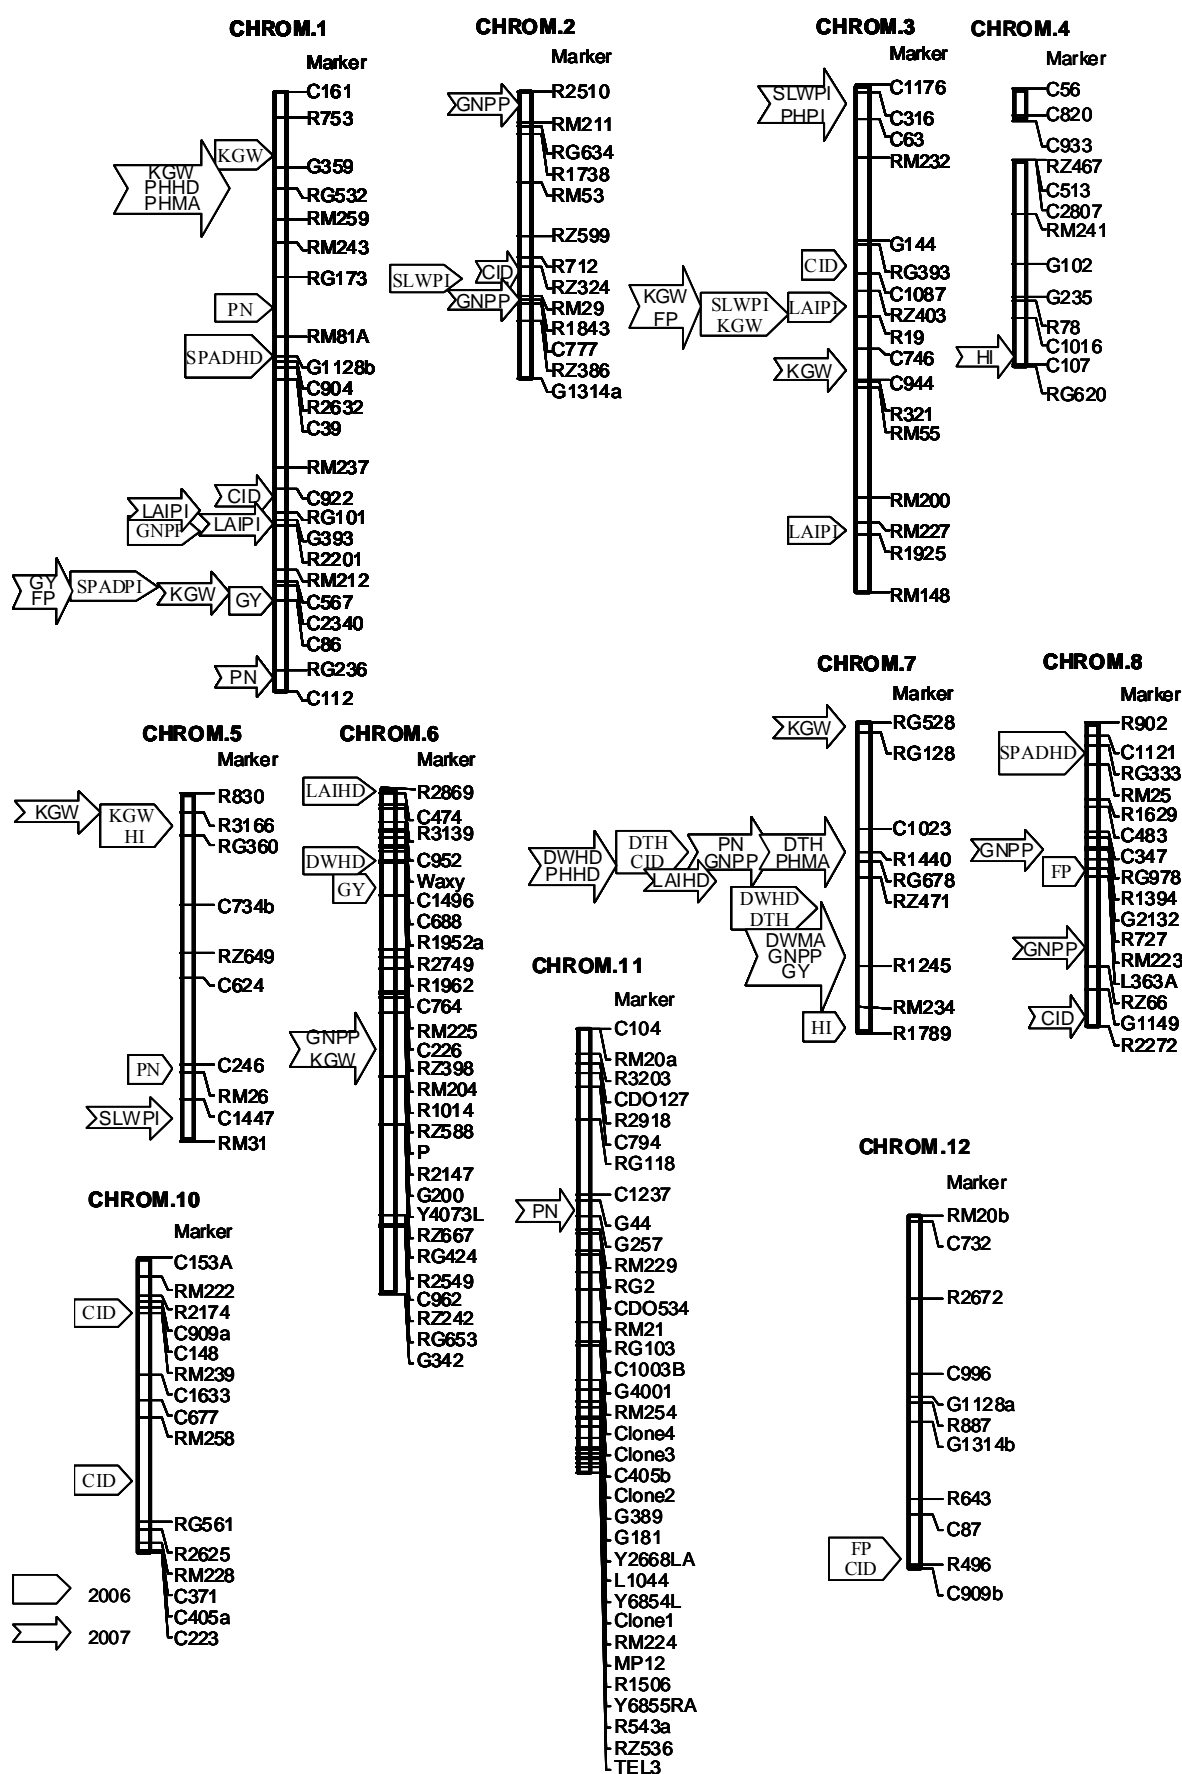 CHROM.1
Marker
C161
R753
KGW
G359
KGW
PHHD
PHMA
RG532
RM259
RM243
RG173
PN
RM81A
SPADHD
G1128b
C904
R2632
C39
RM237
CID
C922
LAIPI
GNPP
LAIPI
RG101
G393
R2201
RM212
GY
FP
SPADPI
KGW
GY
C567
C2340
C86
PN
RG236
C112
CHROM.2
Marker
GNPP
R2510
RM211
RG634
R1738
RM53
RZ599
SLWPI
CID
R712
RZ324
GNPP
RM29
R1843
C777
RZ386
G1314a
CHROM.3
Marker
SLWPI
PHPI
C1176
C316
C63
RM232
G144
CID
RG393
C1087
KGW
FP
SLWPI
KGW
LAIPI
RZ403
R19
C746
KGW
C944
R321
RM55
RM200
LAIPI
RM227
R1925
RM148
CHROM.4
Marker
C56
C820
C933
RZ467
C513
C2807
RM241
G102
G235
R78
C1016
HI
C107
RG620
CHROM.5
Marker
KGW
KGW
HI
R830
R3166
RG360
C734b
RZ649
C624
PN
C246
RM26
SLWPI
C1447
RM31
CHROM.6
Marker
LAIHD
R2869
C474
R3139
DWHD
C952
GY
Waxy
C1496
C688
R1952a
R2749
R1962
C764
GNPP
KGW
RM225
C226
RZ398
RM204
R1014
RZ588
P
R2147
G200
Y4073L
RZ667
RG424
R2549
C962
RZ242
RG653
G342
CHROM.7
Marker
KGW
RG528
RG128
C1023
DWHD
PHHD
DTH
CID
LAIHD
PN
GNPP
DTH
PHMA
R1440
RG678
RZ471
DWHD
DTH
DWMA
GNPP
GY
R1245
RM234
HI
R1789
CHROM.8
Marker
R902
SPADHD
C1121
RG333
RM25
R1629
C483
GNPP
C347
FP
RG978
R1394
G2132
R727
GNPP
RM223
L363A
RZ66
CID
G1149
R2272
CHROM.10
Marker
C153A
RM222
CID
R2174
C909a
C148
RM239
C1633
C677
RM258
CID
RG561
R2625
RM228
C371
C405a
C223
2006
2007
CHROM.11
Marker
C104
RM20a
R3203
CDO127
R2918
C794
RG118
C1237
PN
G44
G257
RM229
RG2
CDO534
RM21
RG103
C1003B
G4001
RM254
Clone4
Clone3
C405b
Clone2
G389
G181
Y2668LA
L1044
Y6854L
Clone1
RM224
MP12
R1506
Y6855RA
R543a
RZ536
TEL3
CHROM.12
Marker
RM20b
C732
R2672
C996
G1128a
R887
G1314b
R643
C87
FP
CID
R496
C909b